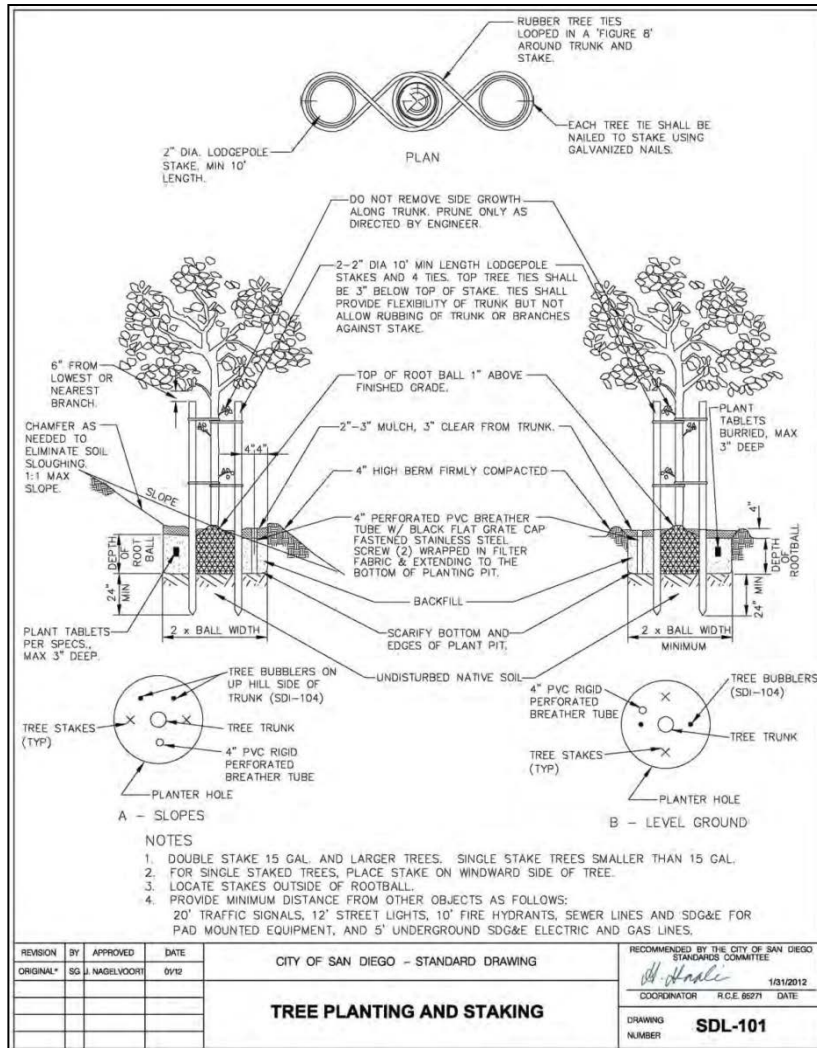 RUBBER TREE TIES
LOOPED IN A 'FIGURE 8'
AROUND TRUNK AND
STAKE.
EACH TREE TIE SHALL BE
NAILED TO STAKE USING
GALVANIZED NAILS.
2" DIA. LODGEPOLE
STAKE, MIN 10'
LENGTH.
PLAN
DO NOT REMOVE SIDE GROWTH
ALONG TRUNK. PRUNE ONLY AS
DIRECTED BY ENGINEER.
2-2" DIA 10' MIN LENGTH LODGEPOLE
STAKES AND 4 TIES. TOP TREE TIES SHALL
BE 3" BELOW TOP OF STAKE. TIES SHALL
PROVIDE FLEXIBILITY OF TRUNK BUT NOT
ALLOW RUBBING OF TRUNK OR BRANCHES
AGAINST STAKE.
6" FROM
LOWEST OR
NEAREST
BRANCH.
TOP OF ROOT BALL 1" ABOVE
FINISHED GRADE.
PLANT
TABLETS
BURRIED, MAX
3" DEEP
CHAMFER AS
NEEDED TO
ELIMINATE SOIL
SLOUGHING.
1:1 MAX
SLOPE.
SLOPE
4" 4"
2"-3" MULCH, 3" CLEAR FROM TRUNK.
4" HIGH BERM FIRMLY COMPACTED
4" PERFORATED PVC BREATHER
TUBE W/ BLACK FLAT GRATE CAP
FASTENED STAINLESS STEEL
SCREW (2) WRAPPED IN FILTER
FABRIC & EXTENDING TO THE
BOTTOM OF PLANTING PIT.
4"
DEPTH
OF
ROOT
BALL
24"
MIN
DEPTH
OF
ROOTBALL
24" MIN
BACKFILL
PLANT TABLETS
PER SPECS.,
MAX 3" DEEP.
2 x BALL WIDTH
SCARIFY BOTTOM AND
EDGES OF PLANT PIT.
2 x BALL WIDTH
MINIMUM
UNDISTURBED NATIVE SOIL
TREE BUBBLERS ON
UP HILL SIDE OF
TRUNK (SDI-104)
TREE STAKES
(TYP)
TREE TRUNK
4" PVC RIGID
PERFORATED
BREATHER TUBE
PLANTER HOLE
A - SLOPES
4" PVC RIGID
PERFORATED
BREATHER TUBE
TREE BUBBLERS
(SDI-104)
TREE TRUNK
TREE STAKES
(TYP)
PLANTER HOLE
B - LEVEL GROUND
NOTES
1. DOUBLE STAKE 15 GAL. AND LARGER TREES. SINGLE STAKE TREES SMALLER THAN 15 GAL.
2. FOR SINGLE STAKED TREES, PLACE STAKE ON WINDWARD SIDE OF TREE.
3. LOCATE STAKES OUTSIDE OF ROOTBALL.
4. PROVIDE MINIMUM DISTANCE FROM OTHER OBJECTS AS FOLLOWS:
20' TRAFFIC SIGNALS, 12' STREET LIGHTS, 10' FIRE HYDRANTS, SEWER LINES AND SDG&E FOR
PAD MOUNTED EQUIPMENT, AND 5' UNDERGROUND SDG&E ELECTRIC AND GAS LINES.
REVISION BY APPROVED DATE
ORIGINAL* SG J. NAGELVOORT 01/12
CITY OF SAN DIEGO - STANDARD DRAWING
TREE PLANTING AND STAKING
RECOMMENDED BY THE CITY OF SAN DIEGO
STANDARDS COMMITTEE
1/31/2012
COORDINATOR R.C.E. 65271 DATE
DRAWING
NUMBER SDL-101